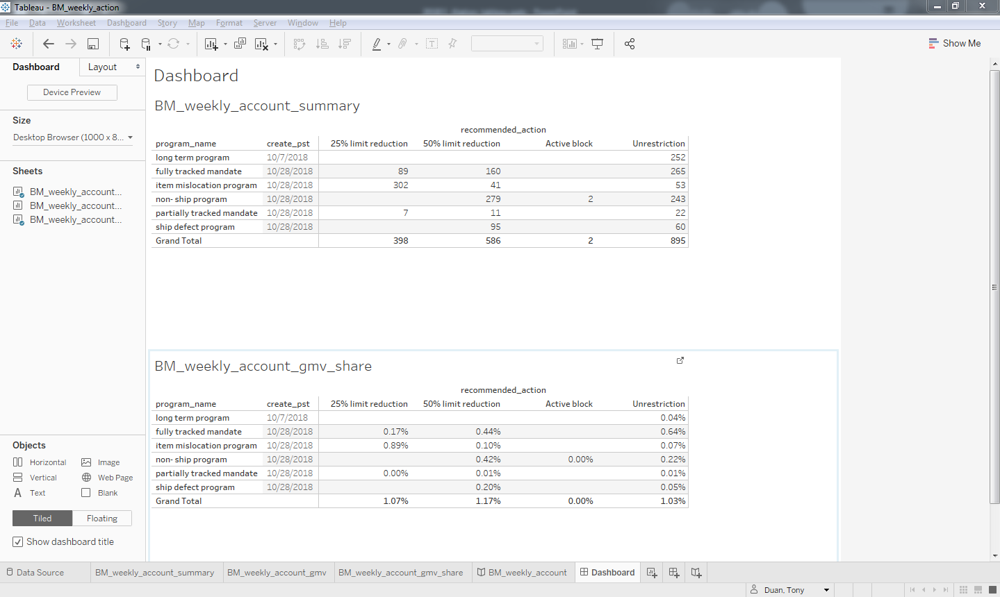 Tableau - BM_weekly_action
File Data Worksheet Dashboard Story Map Format Server Window Help
Show Me
Dashboard Layout
Device Preview
Size
Desktop Browser (1000 x 8...
Sheets
BM_weekly_account...
BM_weekly_account...
BM_weekly_account...
Objects
Horizontal Image
Vertical Web Page
A Text Blank
Tiled Floating
Show dashboard title
Dashboard
BM_weekly_account_summary
recommended_action
program_name create_pst 25% limit reduction 50% limit reduction Active block Unrestriction
long term program 10/7/2018 252
fully tracked mandate 10/28/2018 89 160 265
item mislocation program 10/28/2018 302 41 53
non- ship program 10/28/2018 279 2 243
partially tracked mandate 10/28/2018 7 11 22
ship defect program 10/28/2018 95 60
Grand Total 398 586 2 895
BM_weekly_account_gmv_share
recommended_action
program_name create_pst 25% limit reduction 50% limit reduction Active block Unrestriction
long term program 10/7/2018 0.04%
fully tracked mandate 10/28/2018 0.17% 0.44% 0.64%
item mislocation program 10/28/2018 0.89% 0.10% 0.07%
non- ship program 10/28/2018 0.42% 0.00% 0.22%
partially tracked mandate 10/28/2018 0.00% 0.01% 0.01%
ship defect program 10/28/2018 0.20% 0.05%
Grand Total 1.07% 1.17% 0.00% 1.03%
Data Source BM_weekly_account_summary BM_weekly_account_gmv BM_weekly_account_gmv_share BM_weekly_account Dashboard
Duan, Tony